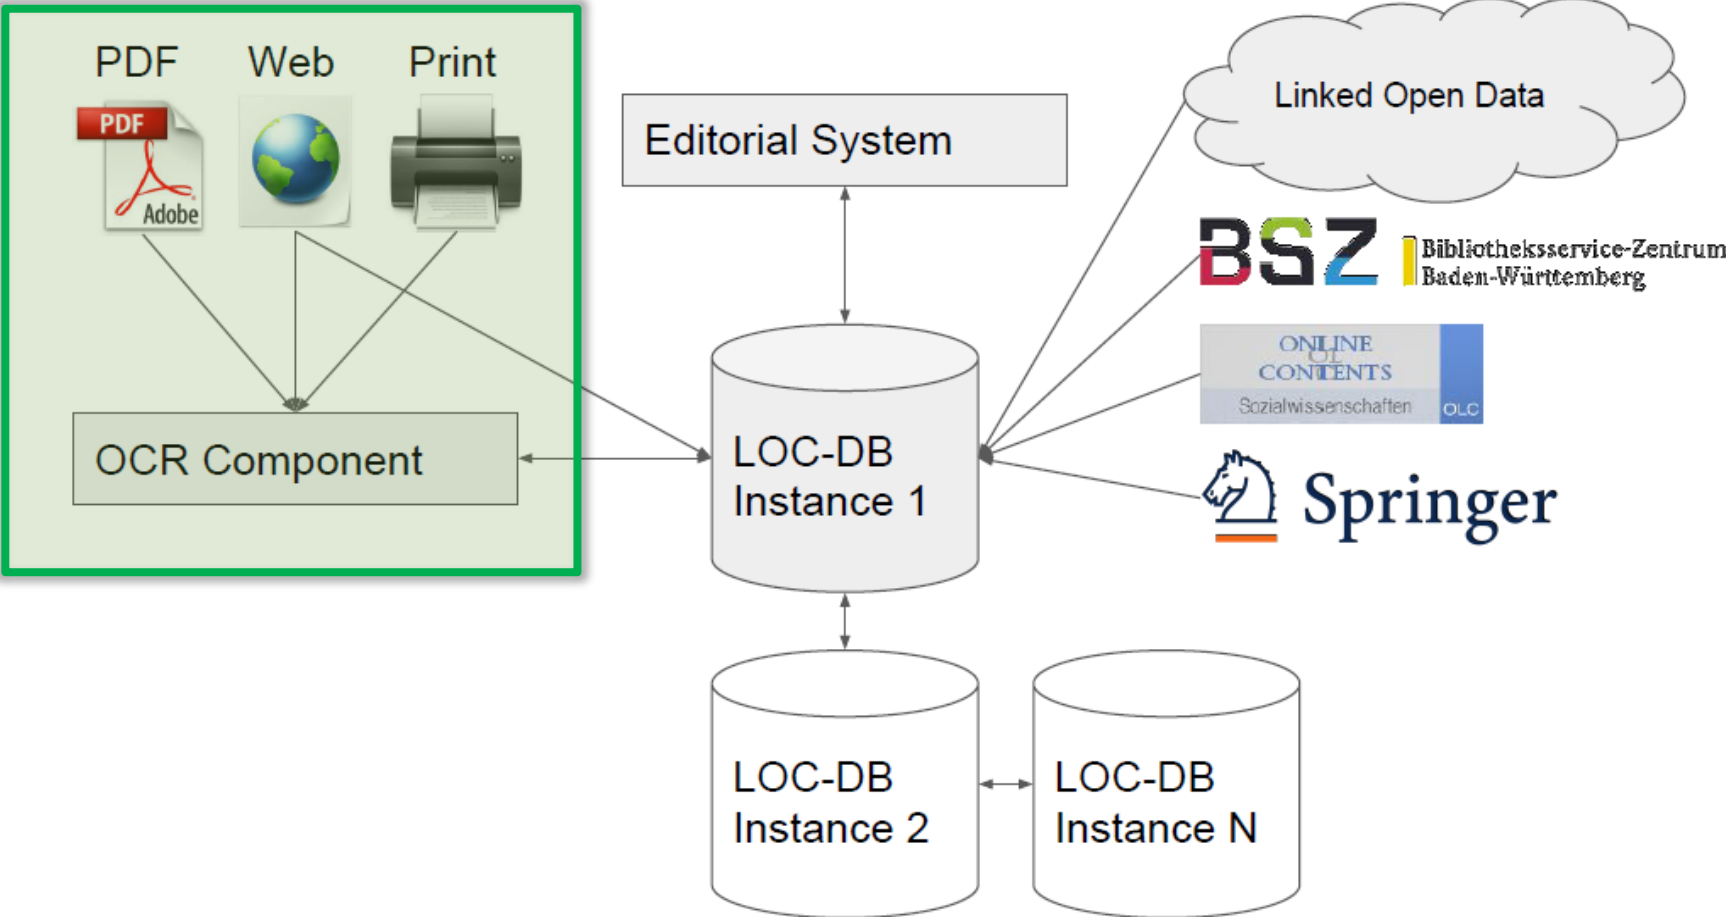 PDF Web Print
PDF
Adobe
OCR Component
Editorial System
LOC-DB
Instance 1
LOC-DB
Instance 2
LOC-DB
Instance N
Linked Open Data
BSZ
Bibliotheksservice-Zentrum
Baden-Württemberg
ONLINE
CONTENTS
Sozialwissenschaften OLC
Springer